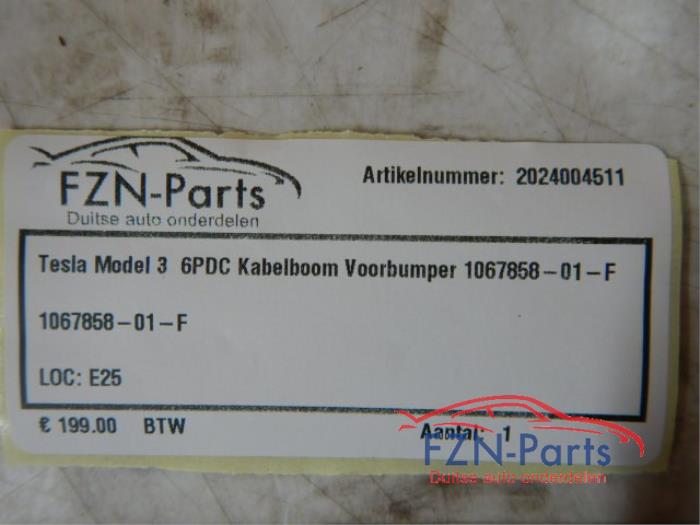 FZN-Parts
Duitse auto onderdelen
Artikelnummer: 2024004511
Tesla Model 3 6PDC Kabelboom Voorbumper 1067858-01-F
1067858-01-F
LOC: E25
€ 199.00 BTW
Aantal: 1
FZN-Parts
Duitse auto onderdelen